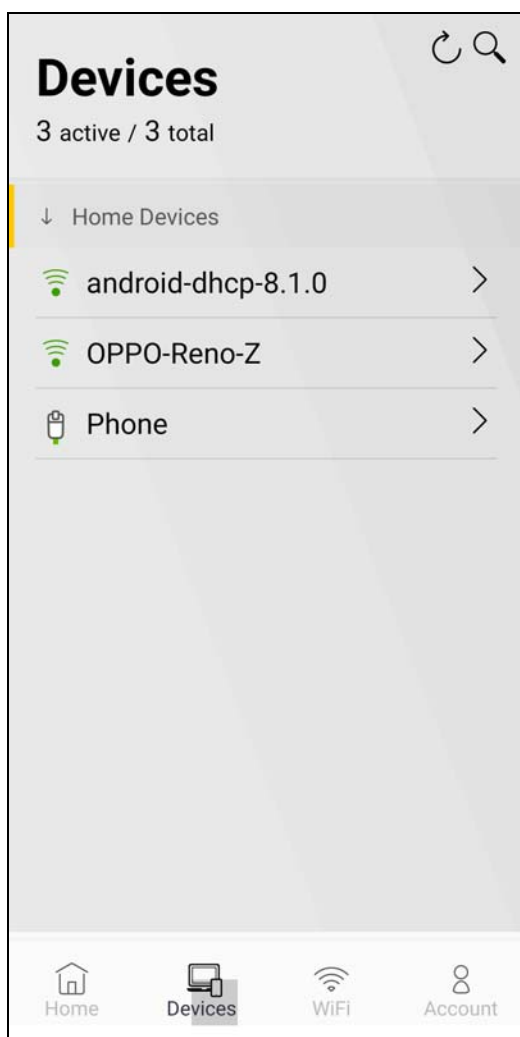 Devices
3 active / 3 total
↓ Home Devices
android-dhcp-8.1.0
OPPO-Reno-Z
Phone
Home Devices WiFi Account